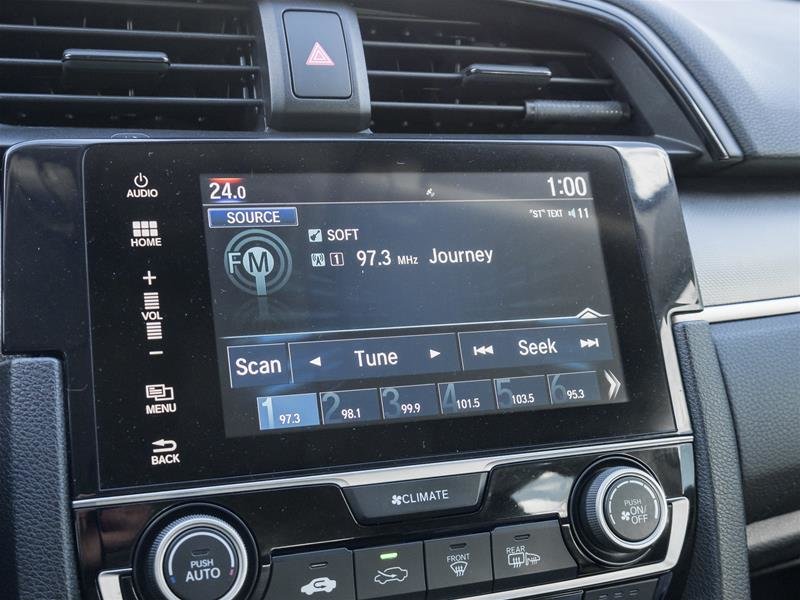 AUDIO
HOME
+
VOL
−
MENU
BACK
24.0 1:00
SOURCE "ST" TEXT 11
FM SOFT
1 97.3 MHz Journey
Scan Tune Seek
1 97.3 2 98.1 3 99.9 4 101.5 5 103.5 6 95.3
CLIMATE
PUSH AUTO
FRONT
REAR
PUSH ON/OFF